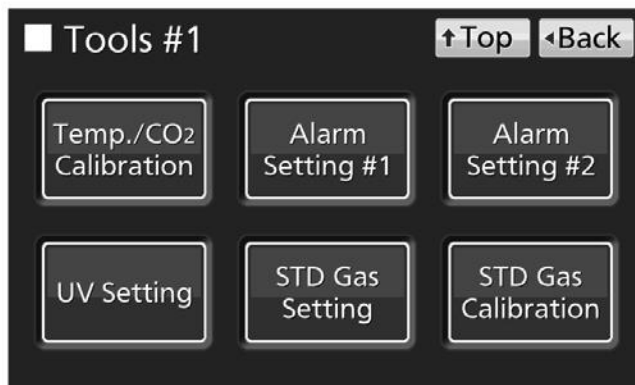 ■ Tools #1
↑Top
◂Back
Temp./CO2
Calibration
Alarm
Setting #1
Alarm
Setting #2
UV Setting
STD Gas
Setting
STD Gas
Calibration